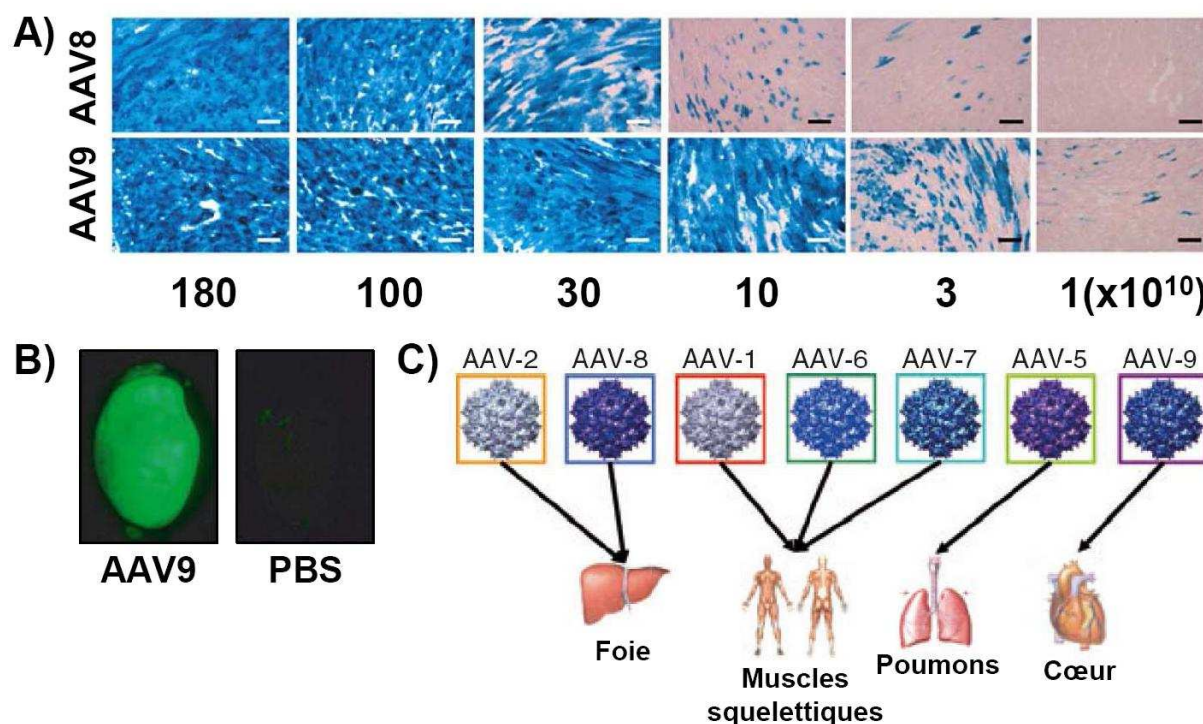 A)
AAV8
AAV9
180 100 30 10 3 1(x10¹⁰)
B)
AAV9 PBS
C)
AAV-2 AAV-8 AAV-1 AAV-6 AAV-7 AAV-5 AAV-9
Foie
Muscles
squelettiques
Poumons
Cœur